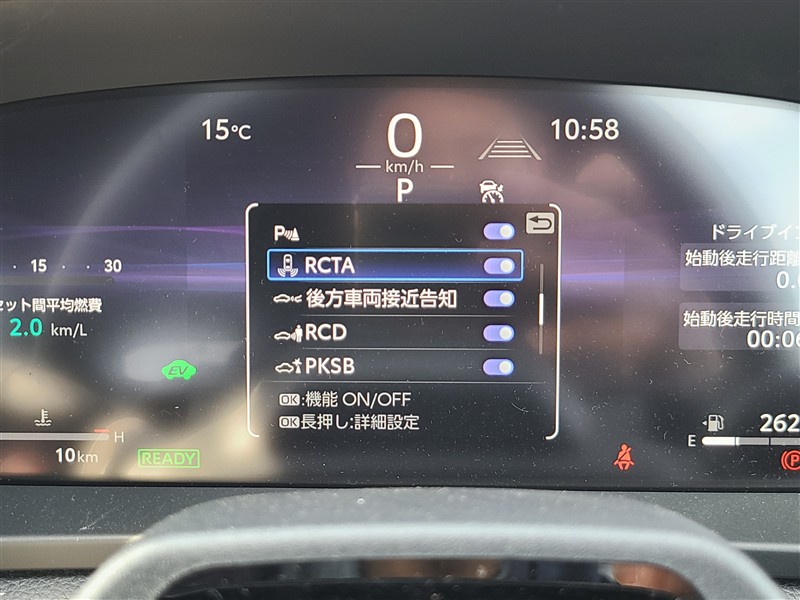 15℃
0
km/h
P
10:58
P
RCTA
後方車両接近告知
RCD
PKSB
OK:機能 ON/OFF
OK長押し:詳細設定
15 30
セット間平均燃費
2.0 km/L
EV
H
10km
READY
ドライブイン
始動後走行距離
0.
始動後走行時間
00:06
262
E
P